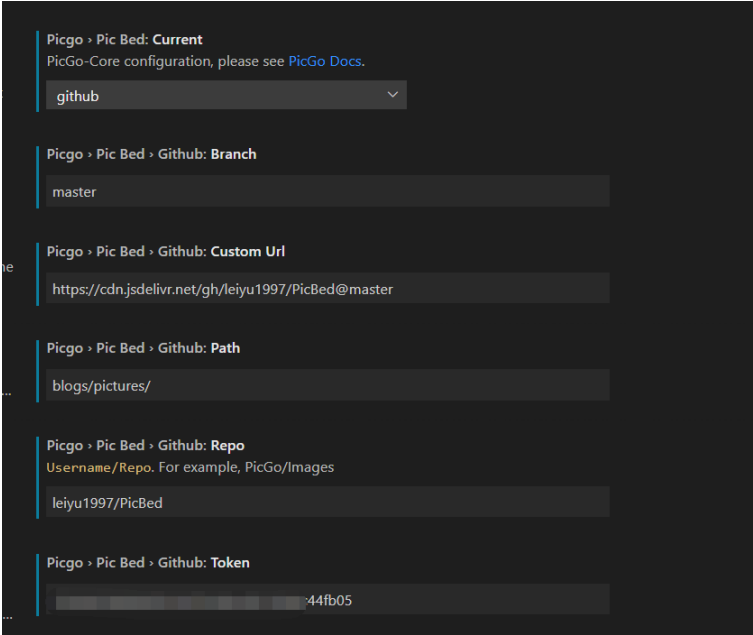 Picgo › Pic Bed: Current
PicGo-Core configuration, please see PicGo Docs.
github
Picgo › Pic Bed › Github: Branch
master
Picgo › Pic Bed › Github: Custom Url
he
https://cdn.jsdelivr.net/gh/leiyu1997/PicBed@master
Picgo › Pic Bed › Github: Path
blogs/pictures/
...
Picgo › Pic Bed › Github: Repo
Username/Repo. For example, PicGo/Images
leiyu1997/PicBed
Picgo › Pic Bed › Github: Token
44fb05
...